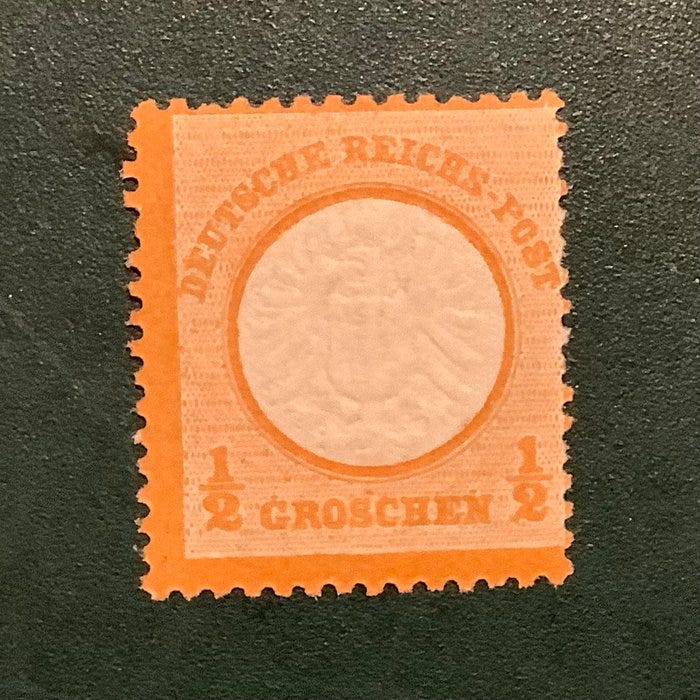 DEUTSCHE REICHS-POST
1/2 GROSCHEN 1/2